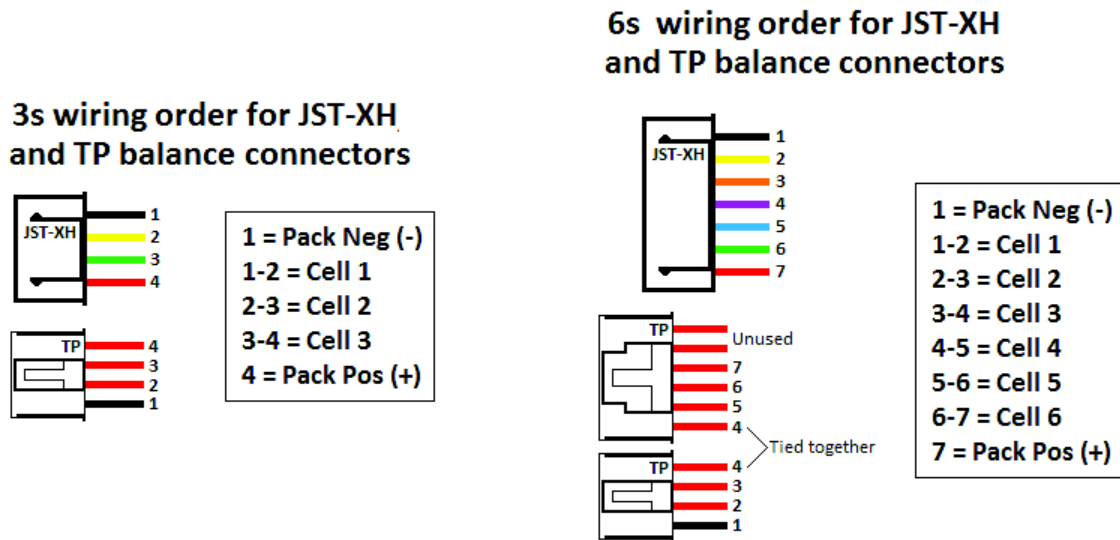 3s wiring order for JST-XH
and TP balance connectors
JST-XH
1
2
3
4
TP
4
3
2
1
1 = Pack Neg (-)
1-2 = Cell 1
2-3 = Cell 2
3-4 = Cell 3
4 = Pack Pos (+)
6s wiring order for JST-XH
and TP balance connectors
JST-XH
1
2
3
4
5
6
7
TP
Unused
7
6
5
4
Tied together
TP
4
3
2
1
1 = Pack Neg (-)
1-2 = Cell 1
2-3 = Cell 2
3-4 = Cell 3
4-5 = Cell 4
5-6 = Cell 5
6-7 = Cell 6
7 = Pack Pos (+)